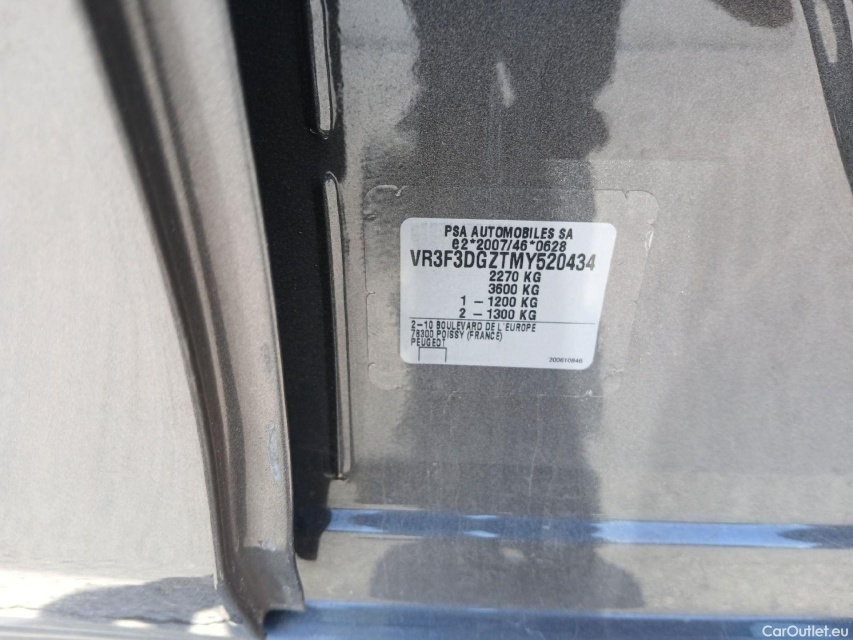 PSA AUTOMOBILES SA
e2*2007/46*0628
VR3F3DGZTMY520434
2270 KG
3600 KG
1 - 1200 KG
2 - 1300 KG
2-10 BOULEVARD DE L'EUROPE
78300 POISSY (FRANCE)
PEUGEOT
CarOutlet.eu